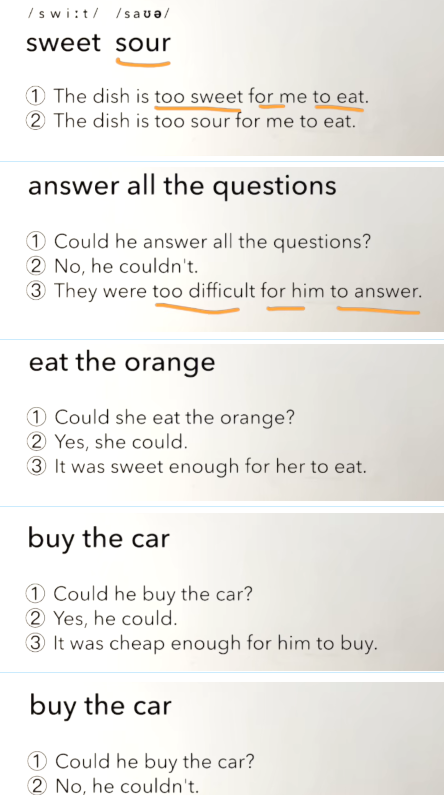 /swiːt/ /saʊə/
sweet sour
① The dish is too sweet for me to eat.
② The dish is too sour for me to eat.
answer all the questions
① Could he answer all the questions?
② No, he couldn't.
③ They were too difficult for him to answer.
eat the orange
① Could she eat the orange?
② Yes, she could.
③ It was sweet enough for her to eat.
buy the car
① Could he buy the car?
② Yes, he could.
③ It was cheap enough for him to buy.
buy the car
① Could he buy the car?
② No, he couldn't.